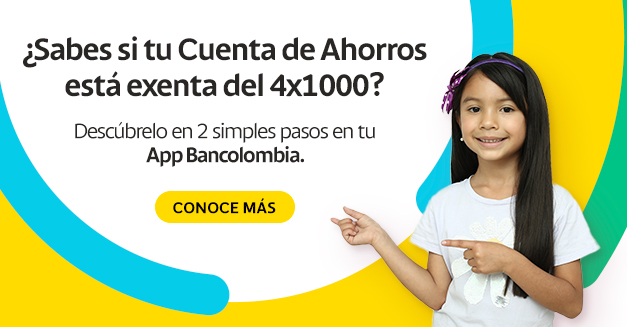 ¿Sabes si tu Cuenta de Ahorros
está exenta del 4x1000?
Descúbrelo en 2 simples pasos en tu
App Bancolombia.
CONOCE MÁS